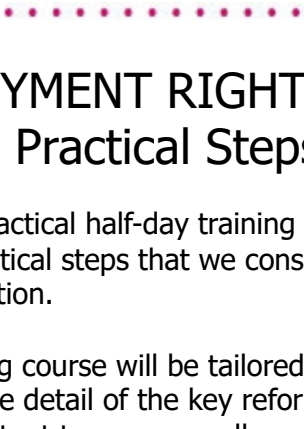 YMENT RIGHT
Practical Steps
actical half-day training
tical steps that we cons
tion.
g course will be tailored
e detail of the key refor